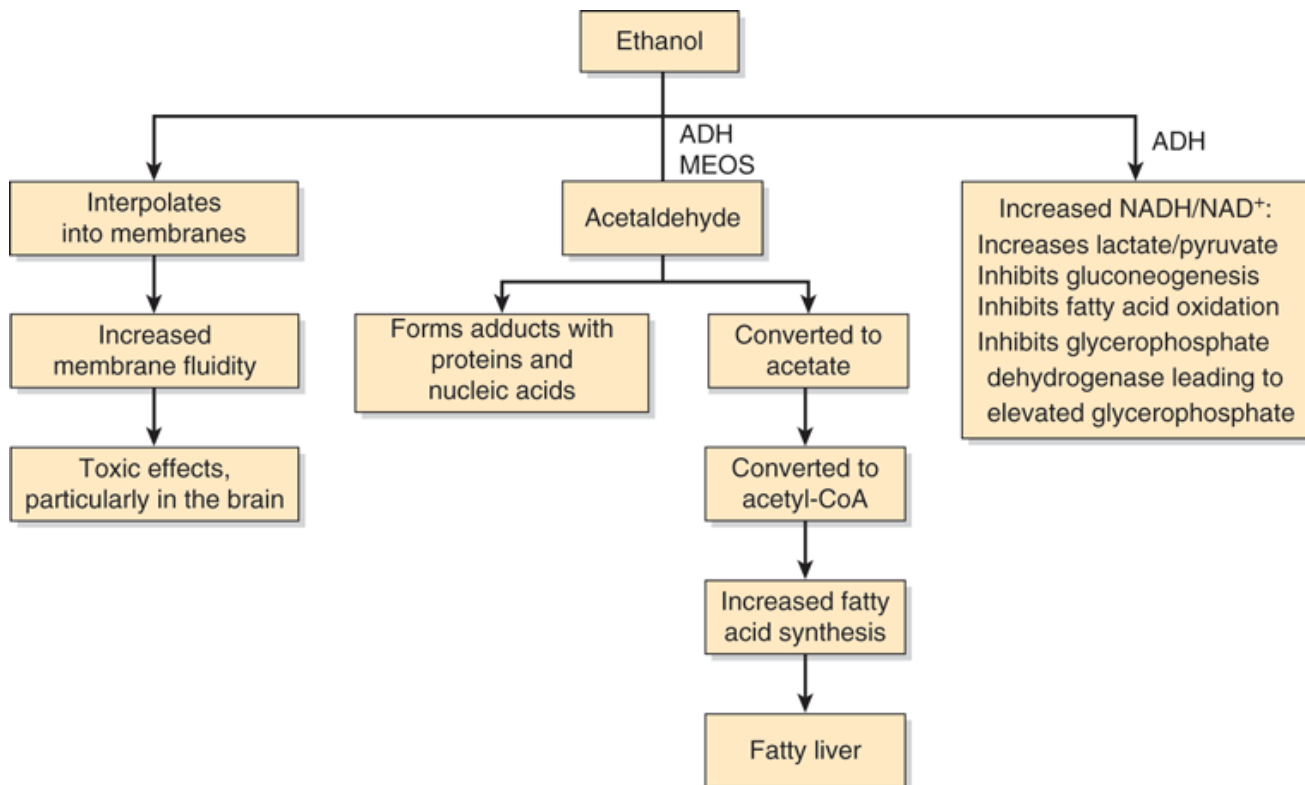 Ethanol
ADH
MEOS
ADH
Interpolates
into membranes
Increased
membrane fluidity
Toxic effects,
particularly in the brain
Acetaldehyde
Forms adducts with
proteins and
nucleic acids
Converted to
acetate
Converted to
acetyl-CoA
Increased fatty
acid synthesis
Fatty liver
Increased NADH/NAD⁺:
Increases lactate/pyruvate
Inhibits gluconeogenesis
Inhibits fatty acid oxidation
Inhibits glycerophosphate
dehydrogenase leading to
elevated glycerophosphate